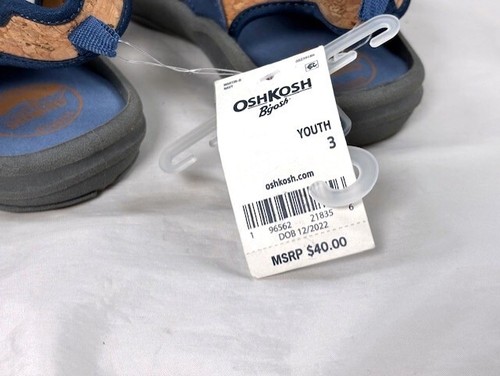 OSHKOSH
B'gosh
YOUTH
3
oshkosh.com
1 96562 21835 6
DOB 12/2022
MSRP $40.00